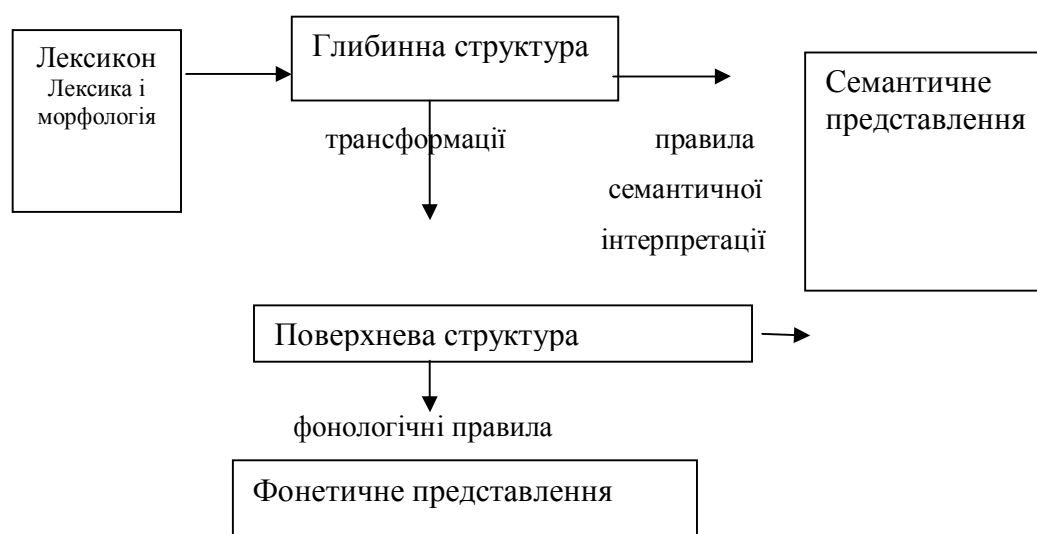 Лексикон
Лексика і
морфологія
Глибинна структура
трансформації
правила
семантичної
інтерпретації
Семантичне
представлення
Поверхнева структура
фонологічні правила
Фонетичне представлення